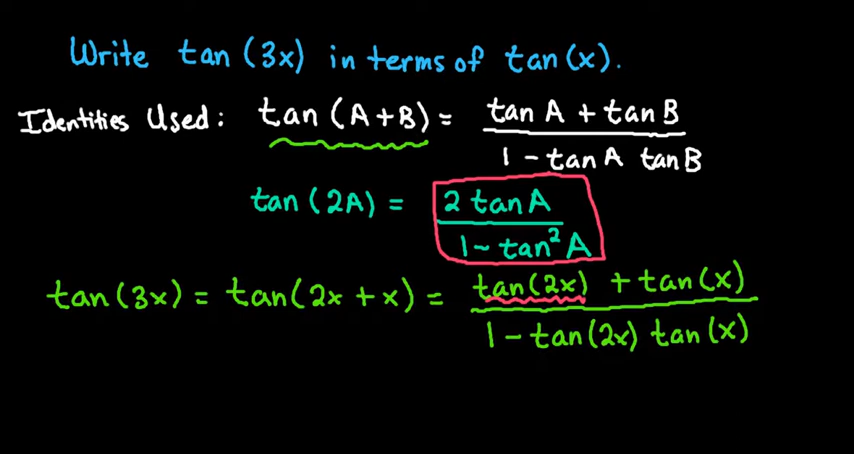 Write tan(3x) in terms of tan(x).
Identities Used: tan(A+B) = (tan A + tan B)/(1 - tan A tan B)
tan(2A) = (2 tan A)/(1 - tan² A)
tan(3x) = tan(2x + x) = (tan(2x) + tan(x))/(1 - tan(2x) tan(x))